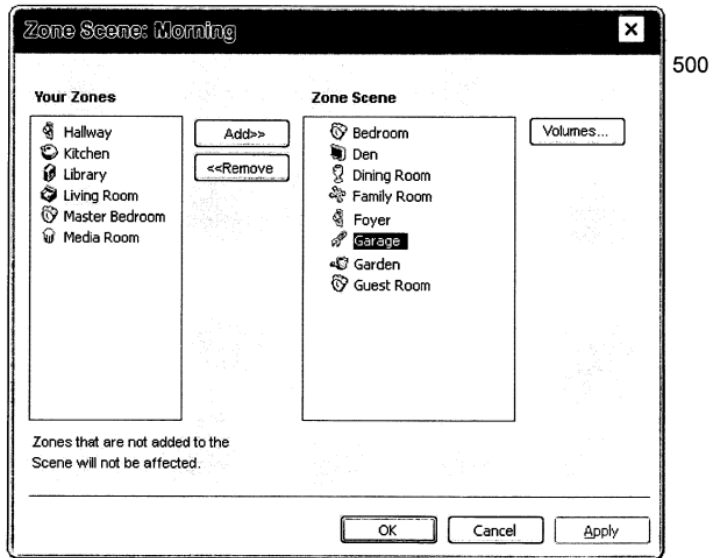 Zone Scene: Morning
500
Your Zones
Hallway
Kitchen
Library
Living Room
Master Bedroom
Media Room
Add>>
<<Remove
Zone Scene
Bedroom
Den
Dining Room
Family Room
Foyer
Garage
Garden
Guest Room
Volumes...
Zones that are not added to the
Scene will not be affected.
OK
Cancel
Apply